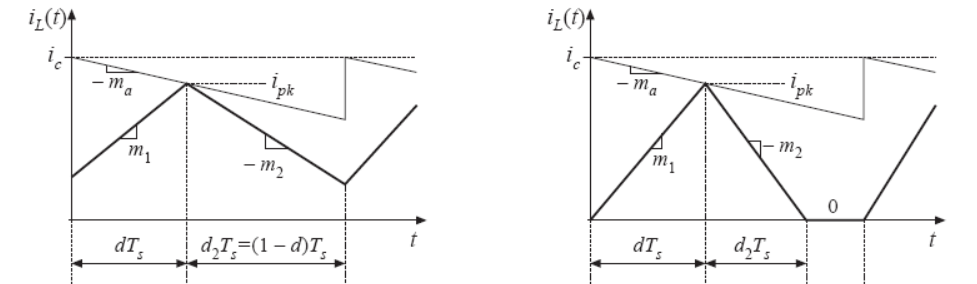 i_L(t)
i_c
– m_a
i_pk
m_1
– m_2
t
dT_s
d_2T_s=(1 – d)T_s
i_L(t)
i_c
– m_a
i_pk
m_1
– m_2
0
t
dT_s
d_2T_s